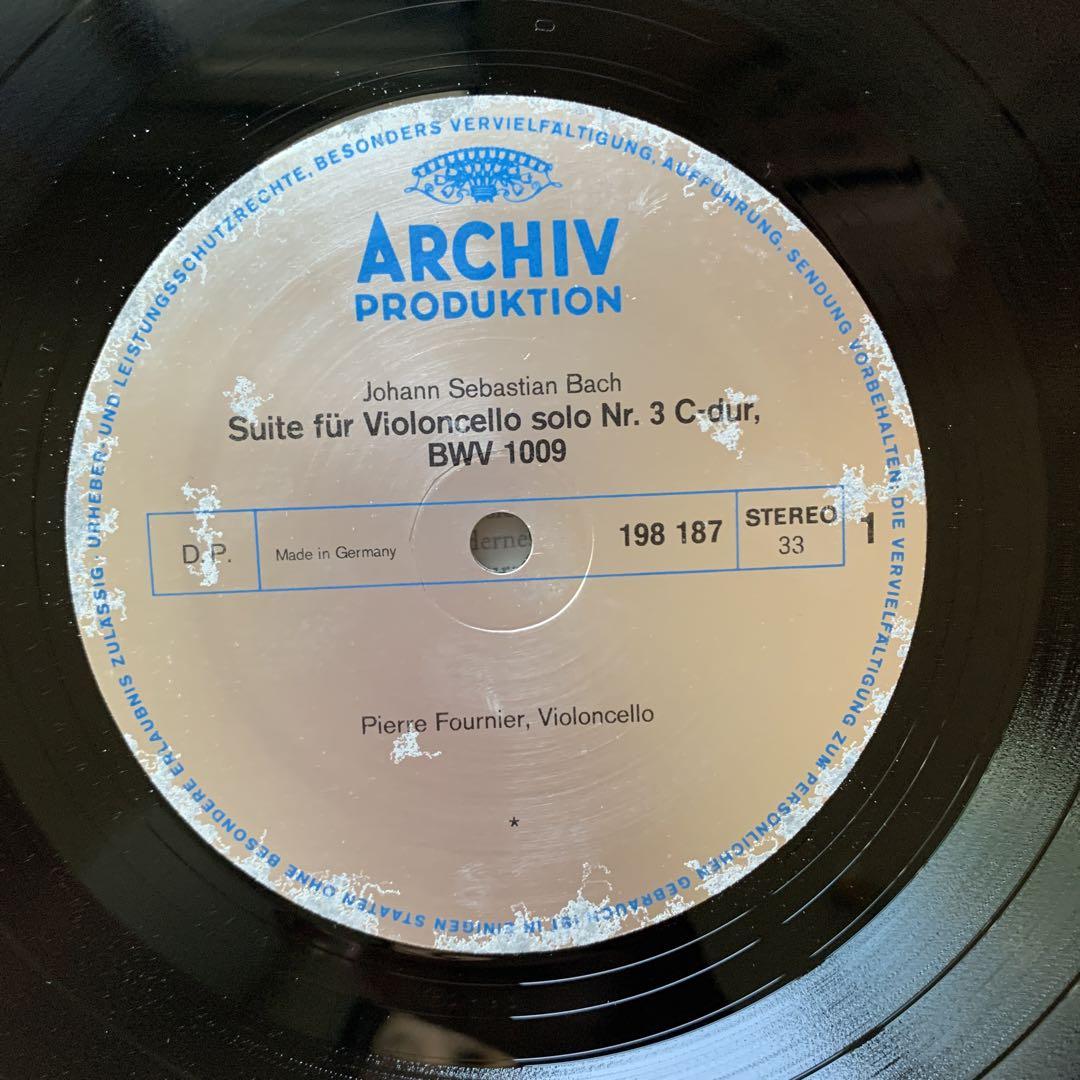 URHEBER- UND LEISTUNGSSCHUTZRECHTE, BESONDERS VERVIELFÄLTIGUNG, AUFFÜHRUNG, SENDUNG VORBEHALTEN; DIE VERVIELFÄLTIGUNG ZUM PERSÖNLICHEN GEBRAUCH IST IN EINIGEN STAATEN OHNE BESONDERE ERLAUBNIS ZULÄSSIG.
ARCHIV
PRODUKTION
Johann Sebastian Bach
Suite für Violoncello solo Nr. 3 C-dur,
BWV 1009
D.P. Made in Germany 198 187 STEREO 33 1
Pierre Fournier, Violoncello
*